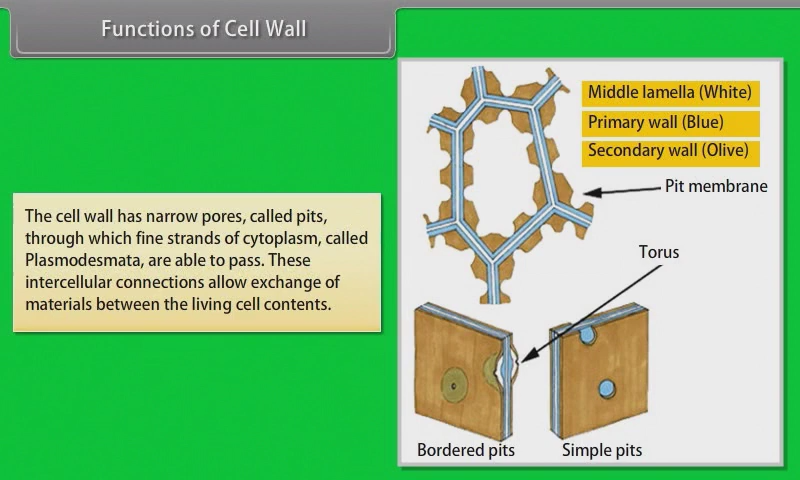 Functions of Cell Wall
The cell wall has narrow pores, called pits,
through which fine strands of cytoplasm, called
Plasmodesmata, are able to pass. These
intercellular connections allow exchange of
materials between the living cell contents.
Middle lamella (White)
Primary wall (Blue)
Secondary wall (Olive)
Pit membrane
Torus
Bordered pits
Simple pits